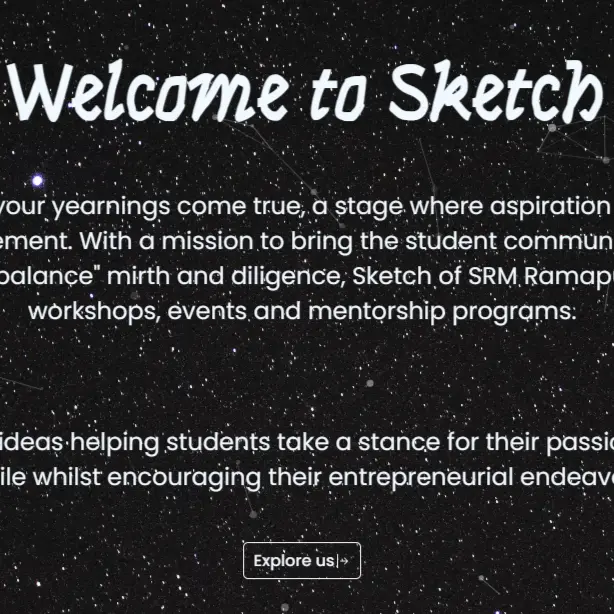 Welcome to Sketch
your yearnings come true, a stage where aspiration
ement. With a mission to bring the student commun
balance" mirth and diligence, Sketch of SRM Ramap
workshops, events and mentorship programs:
ideas helping students take a stance for their passi
ile whilst encouraging their entrepreneurial endeav
Explore us